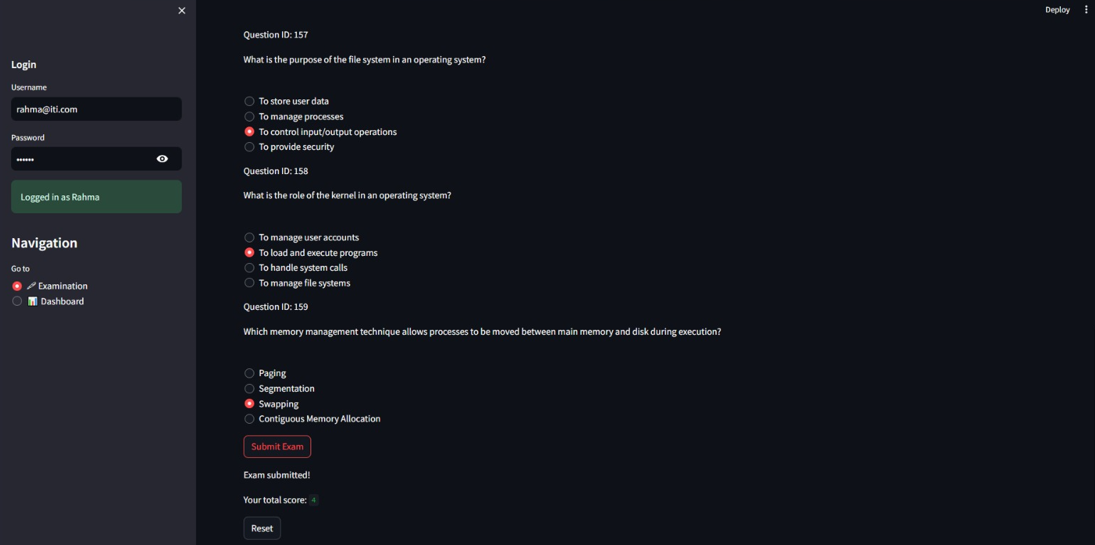 Deploy
Login
Username
rahma@iti.com
Password
••••••
Logged in as Rahma
Navigation
Go to
Examination
Dashboard
Question ID: 157
What is the purpose of the file system in an operating system?
To store user data
To manage processes
To control input/output operations
To provide security
Question ID: 158
What is the role of the kernel in an operating system?
To manage user accounts
To load and execute programs
To handle system calls
To manage file systems
Question ID: 159
Which memory management technique allows processes to be moved between main memory and disk during execution?
Paging
Segmentation
Swapping
Contiguous Memory Allocation
Submit Exam
Exam submitted!
Your total score: 4
Reset